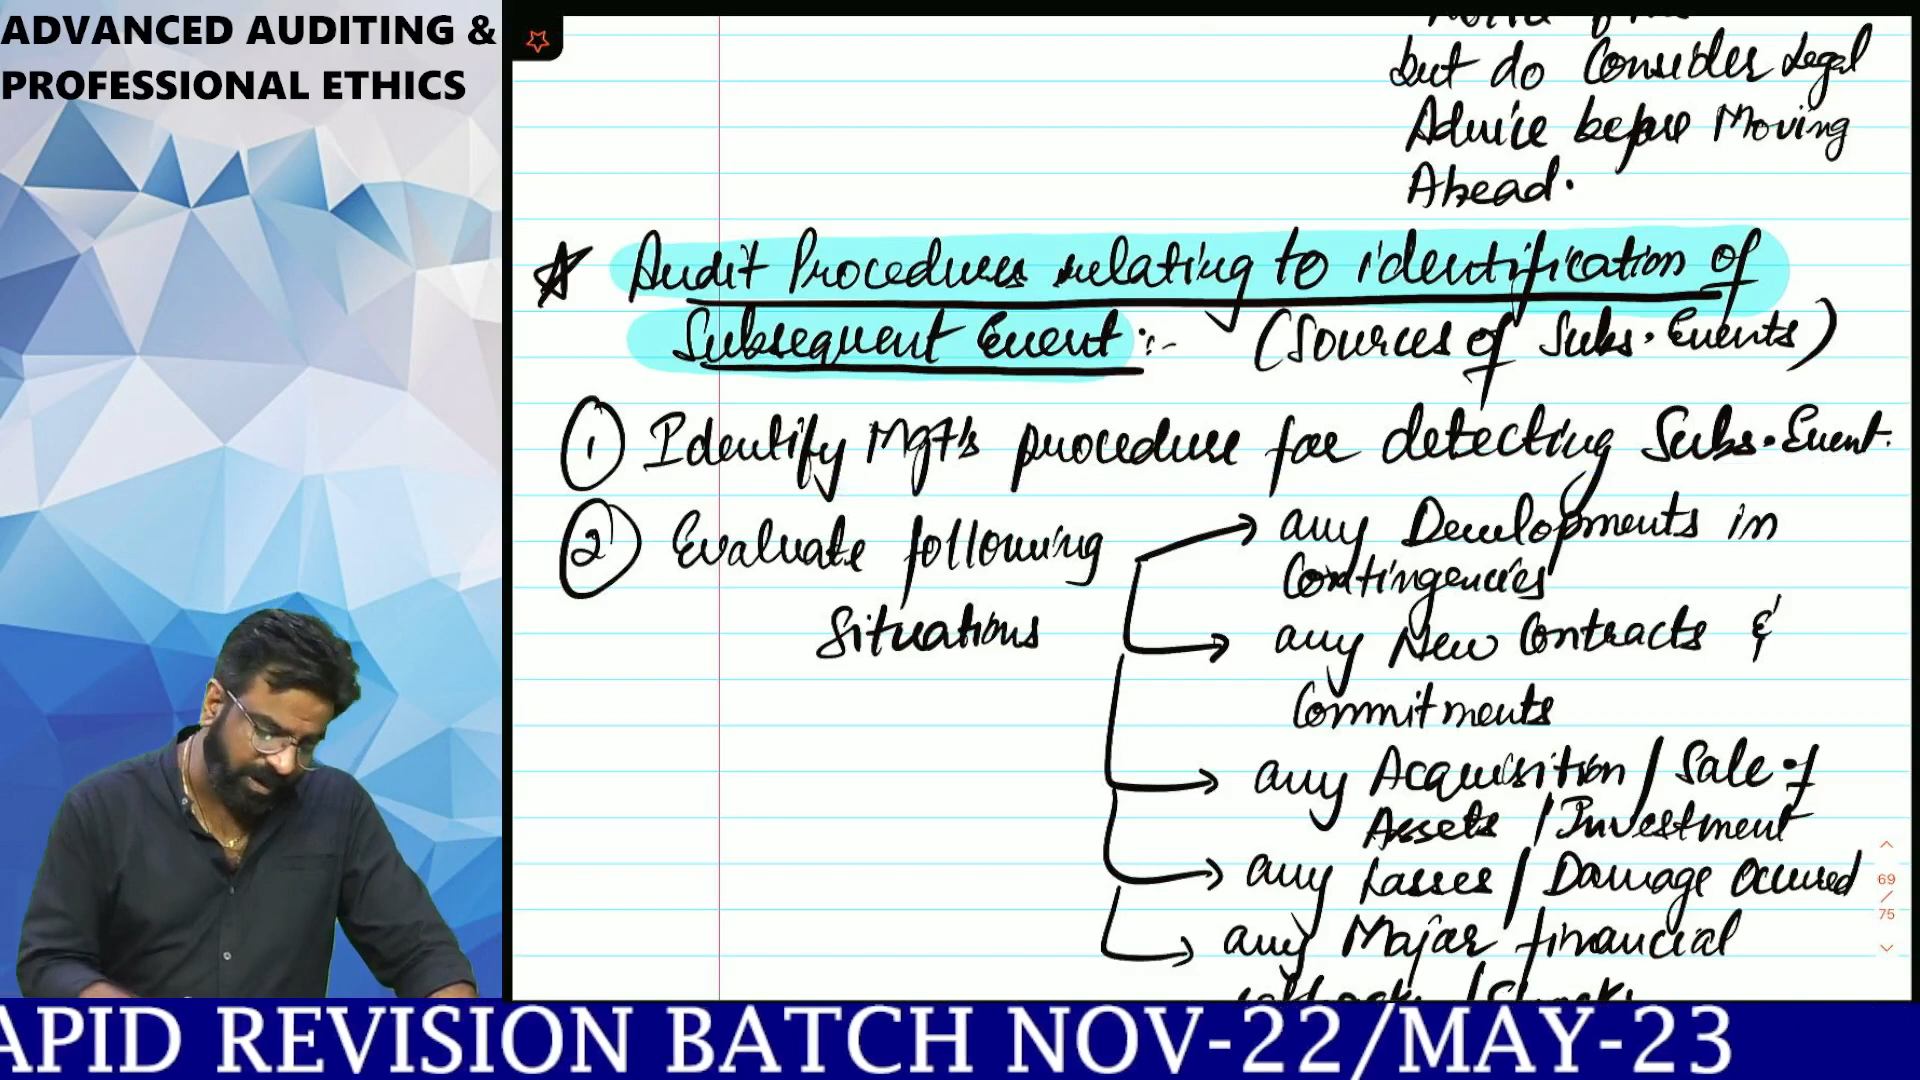 ADVANCED AUDITING &
PROFESSIONAL ETHICS
but do Consider Legal
Advice before Moving
Ahead.
Audit Procedures relating to identification of
Subsequent Event :- (Sources of Subs. Events)
① Identify Mgt's procedure for detecting Subs. Event.
② Evaluate following
Situations
any Developments in
Contingencies
any New Contracts &
Commitments
any Acquisition / Sale of
Assets / Investment
any Losses / Damage Occured
any Major financial
69
/
75
APID REVISION BATCH NOV-22/MAY-23